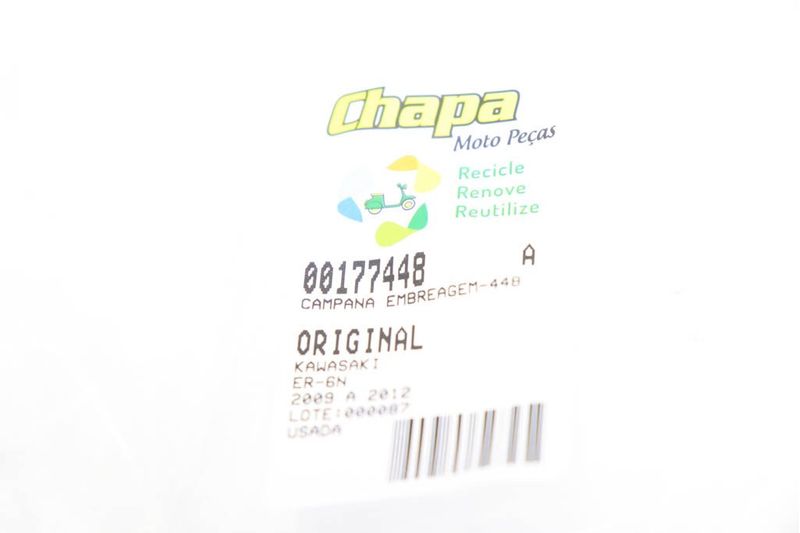 Chapa
Moto Peças
Recicle
Renove
Reutilize
00177448 A
CAMPANA EMBREAGEM-448
ORIGINAL
KAWASAKI
ER-6N
2009 A 2012
LOTE:000087
USADA